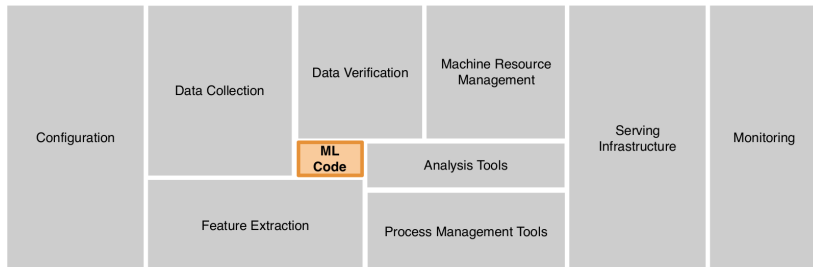 Configuration
Data Collection
Data Verification
Machine Resource
Management
ML
Code
Analysis Tools
Feature Extraction
Process Management Tools
Serving
Infrastructure
Monitoring